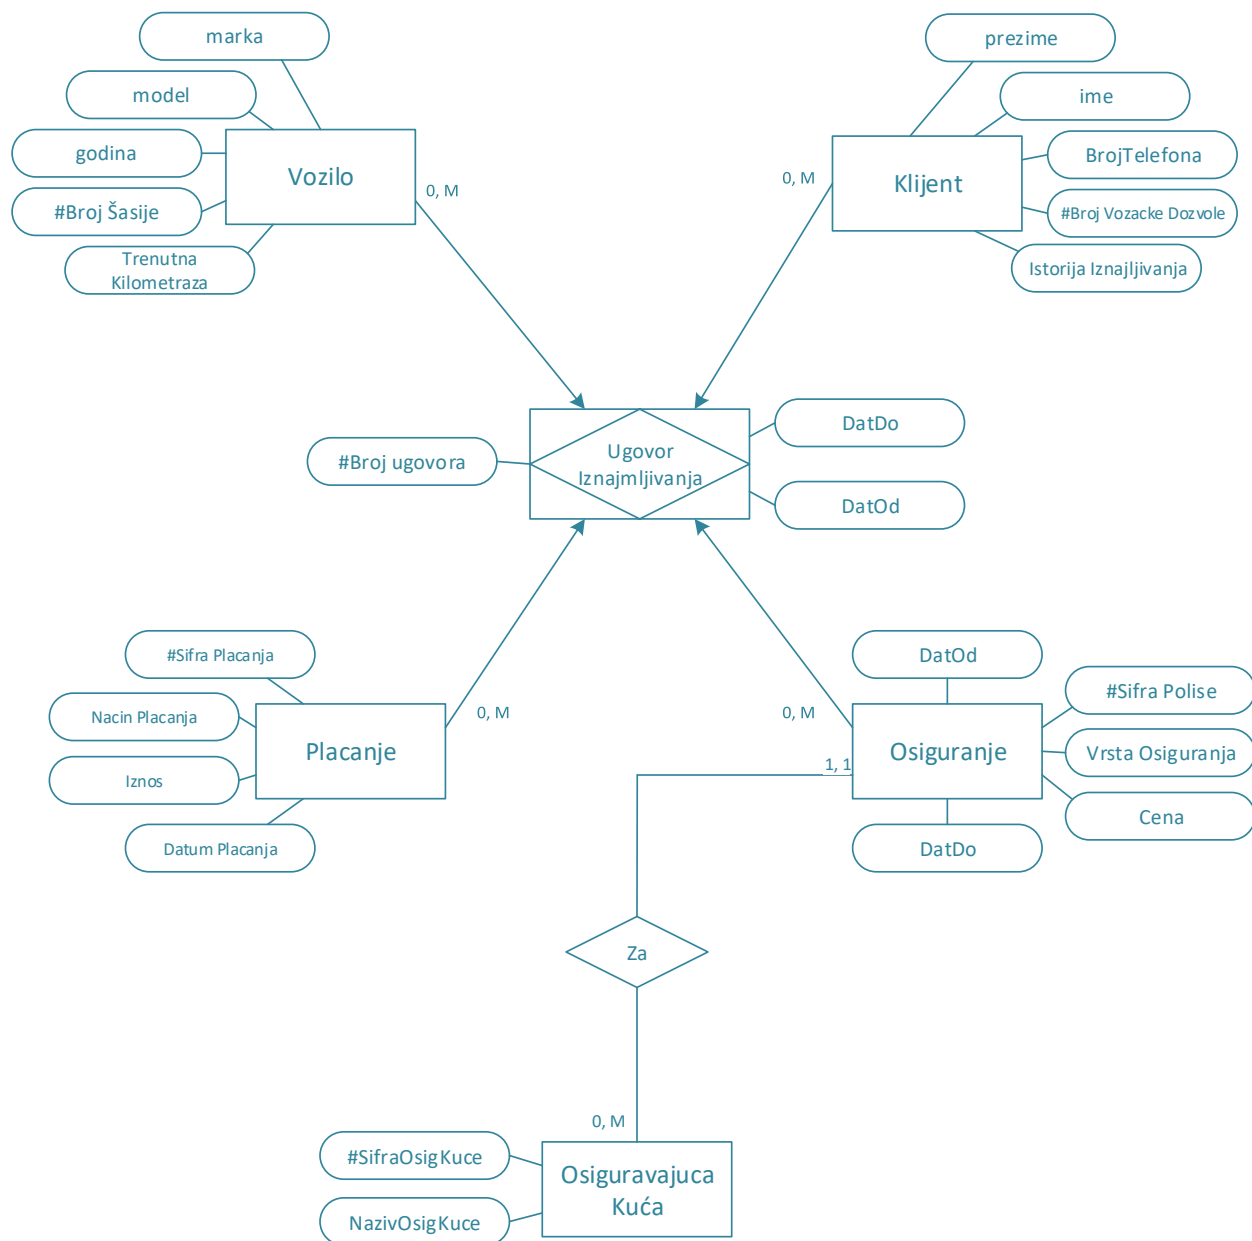 marka
prezime
model
ime
godina
Vozilo
BrojTelefona
Klijent
0, M
0, M
#Broj Šasije
#Broj Vozacke Dozvole
Trenutna
Kilometraza
Istorija Iznajljivanja
DatDo
#Broj ugovora
Ugovor
Iznajmljivanja
DatOd
#Sifra Placanja
DatOd
#Sifra Polise
Nacin Placanja
0, M
0, M
Placanje
Osiguranje
Vrsta Osiguranja
1, 1
Iznos
Cena
Datum Placanja
DatDo
Za
0, M
#SifraOsigKuce
Osiguravajuca
Kuća
NazivOsigKuce